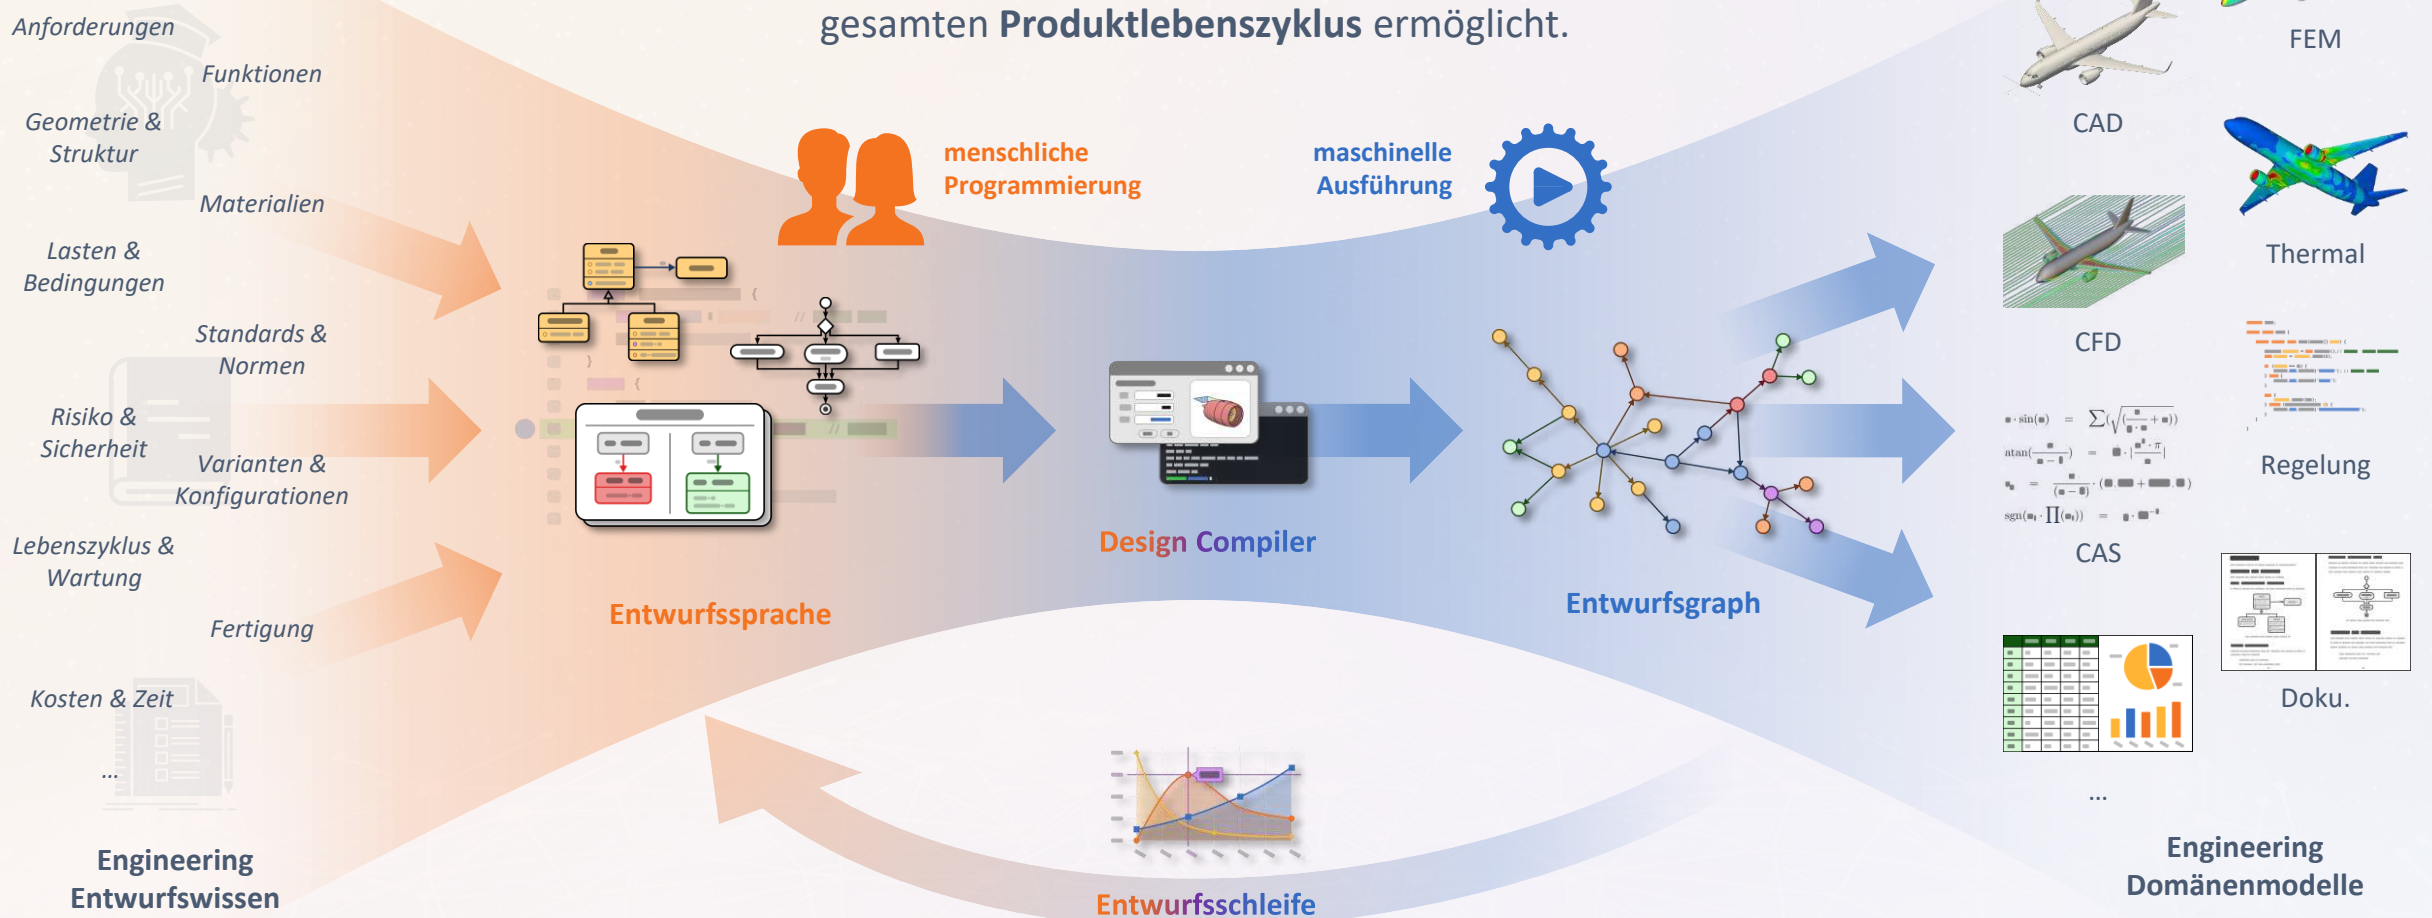 gesamten Produktlebenszyklus ermöglicht.
Anforderungen
Funktionen
Geometrie &
Struktur
Materialien
Lasten &
Bedingungen
Standards &
Normen
Risiko &
Sicherheit
Varianten &
Konfigurationen
Lebenszyklus &
Wartung
Fertigung
Kosten & Zeit
...
Engineering
Entwurfswissen
menschliche
Programmierung
maschinelle
Ausführung
{
//
}
{
//
Entwurfssprache
Design Compiler
Entwurfsgraph
Entwurfsschleife
FEM
CAD
Thermal
CFD
Regelung
CAS
Doku.
...
Engineering
Domänenmodelle